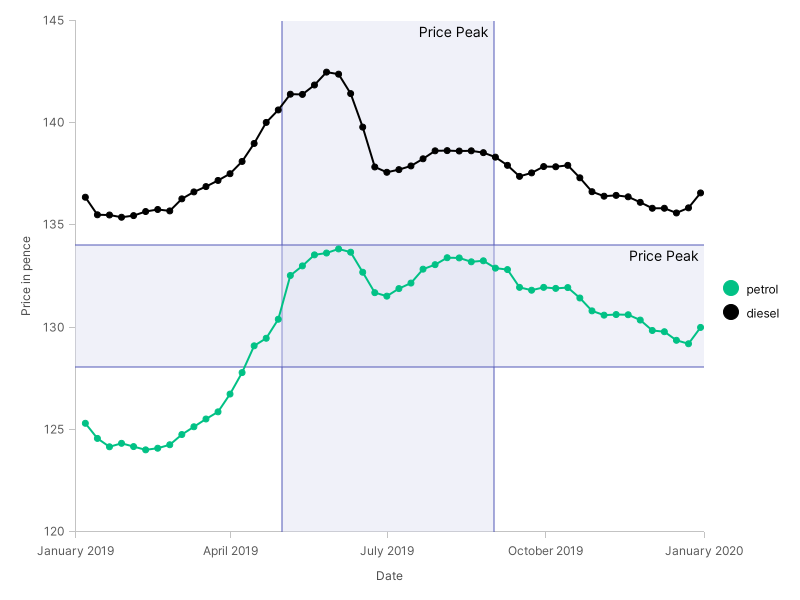 145
Price Peak
140
135
Price Peak
130
125
120
Price in pence
January 2019
April 2019
July 2019
October 2019
January 2020
Date
petrol
diesel